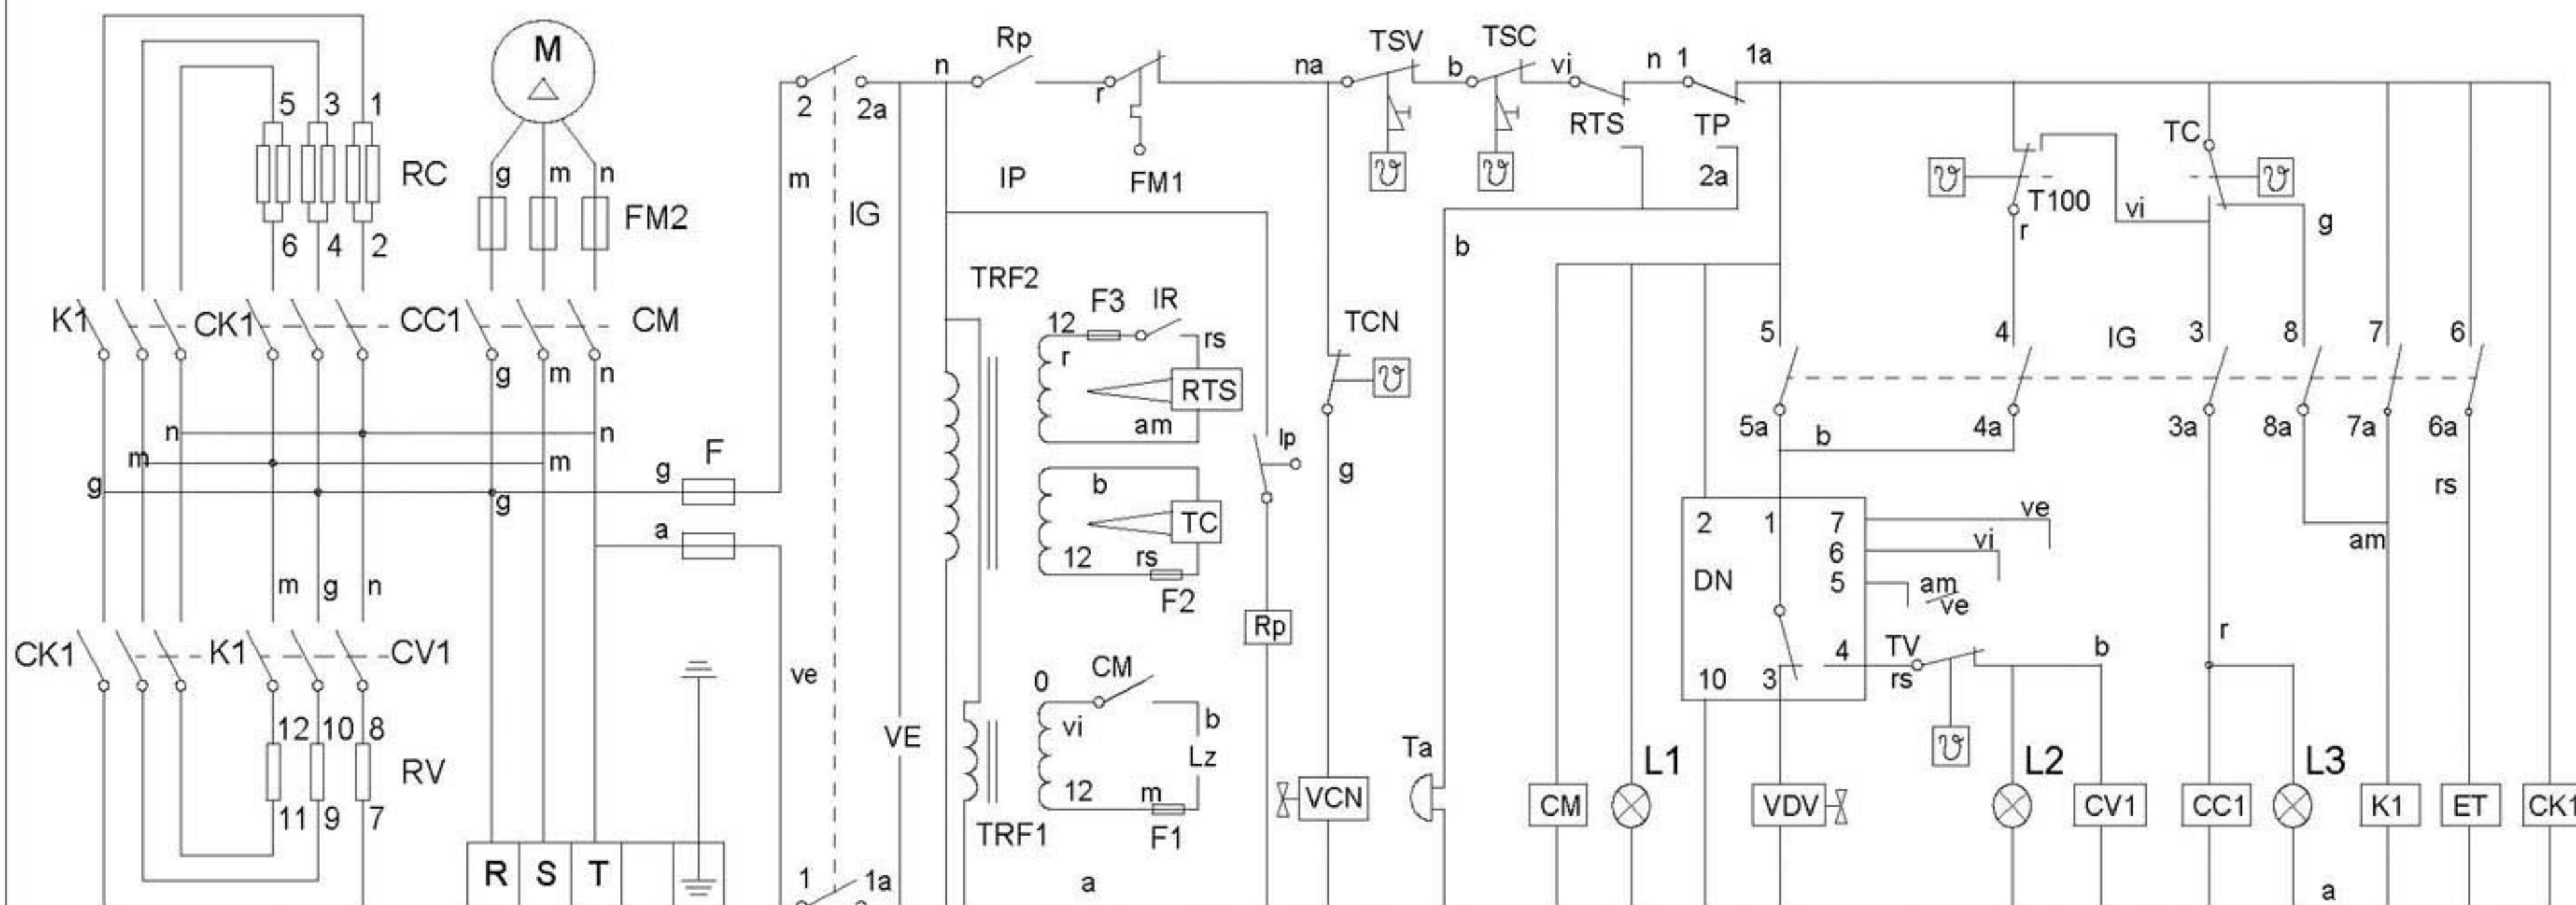 M
Rp
TSV
TSC
n
na
b
vi
n 1
1a
r
2
2a
5 3 1
RC
g m n
FM2
6 4 2
m
IG
IP
FM1
ϑ
ϑ
RTS
TP
2a
b
TC
ϑ
T100
r
vi
ϑ
g
K1
CK1
CC1
CM
g m n
TRF2
12
F3
IR
rs
r
RTS
am
TCN
ϑ
5
4
IG
3
8
7
6
5a
b
4a
3a
8a
7a
6a
n
n
m
m
g
g
g
F
a
Ip
g
b
TC
12
rs
F2
rs
am
2 1 7
ve
6
vi
DN
5
am
ve
m g n
CK1
K1
CV1
ve
Rp
CM
0
vi
b
Lz
10 3 4
TV
rs
b
r
ϑ
12 10 8
RV
11 9 7
VE
12
m
F1
TRF1
VCN
Ta
CM
L1
VDV
L2
CV1
CC1
L3
K1
ET
CK1
R S T
1
1a
a
a